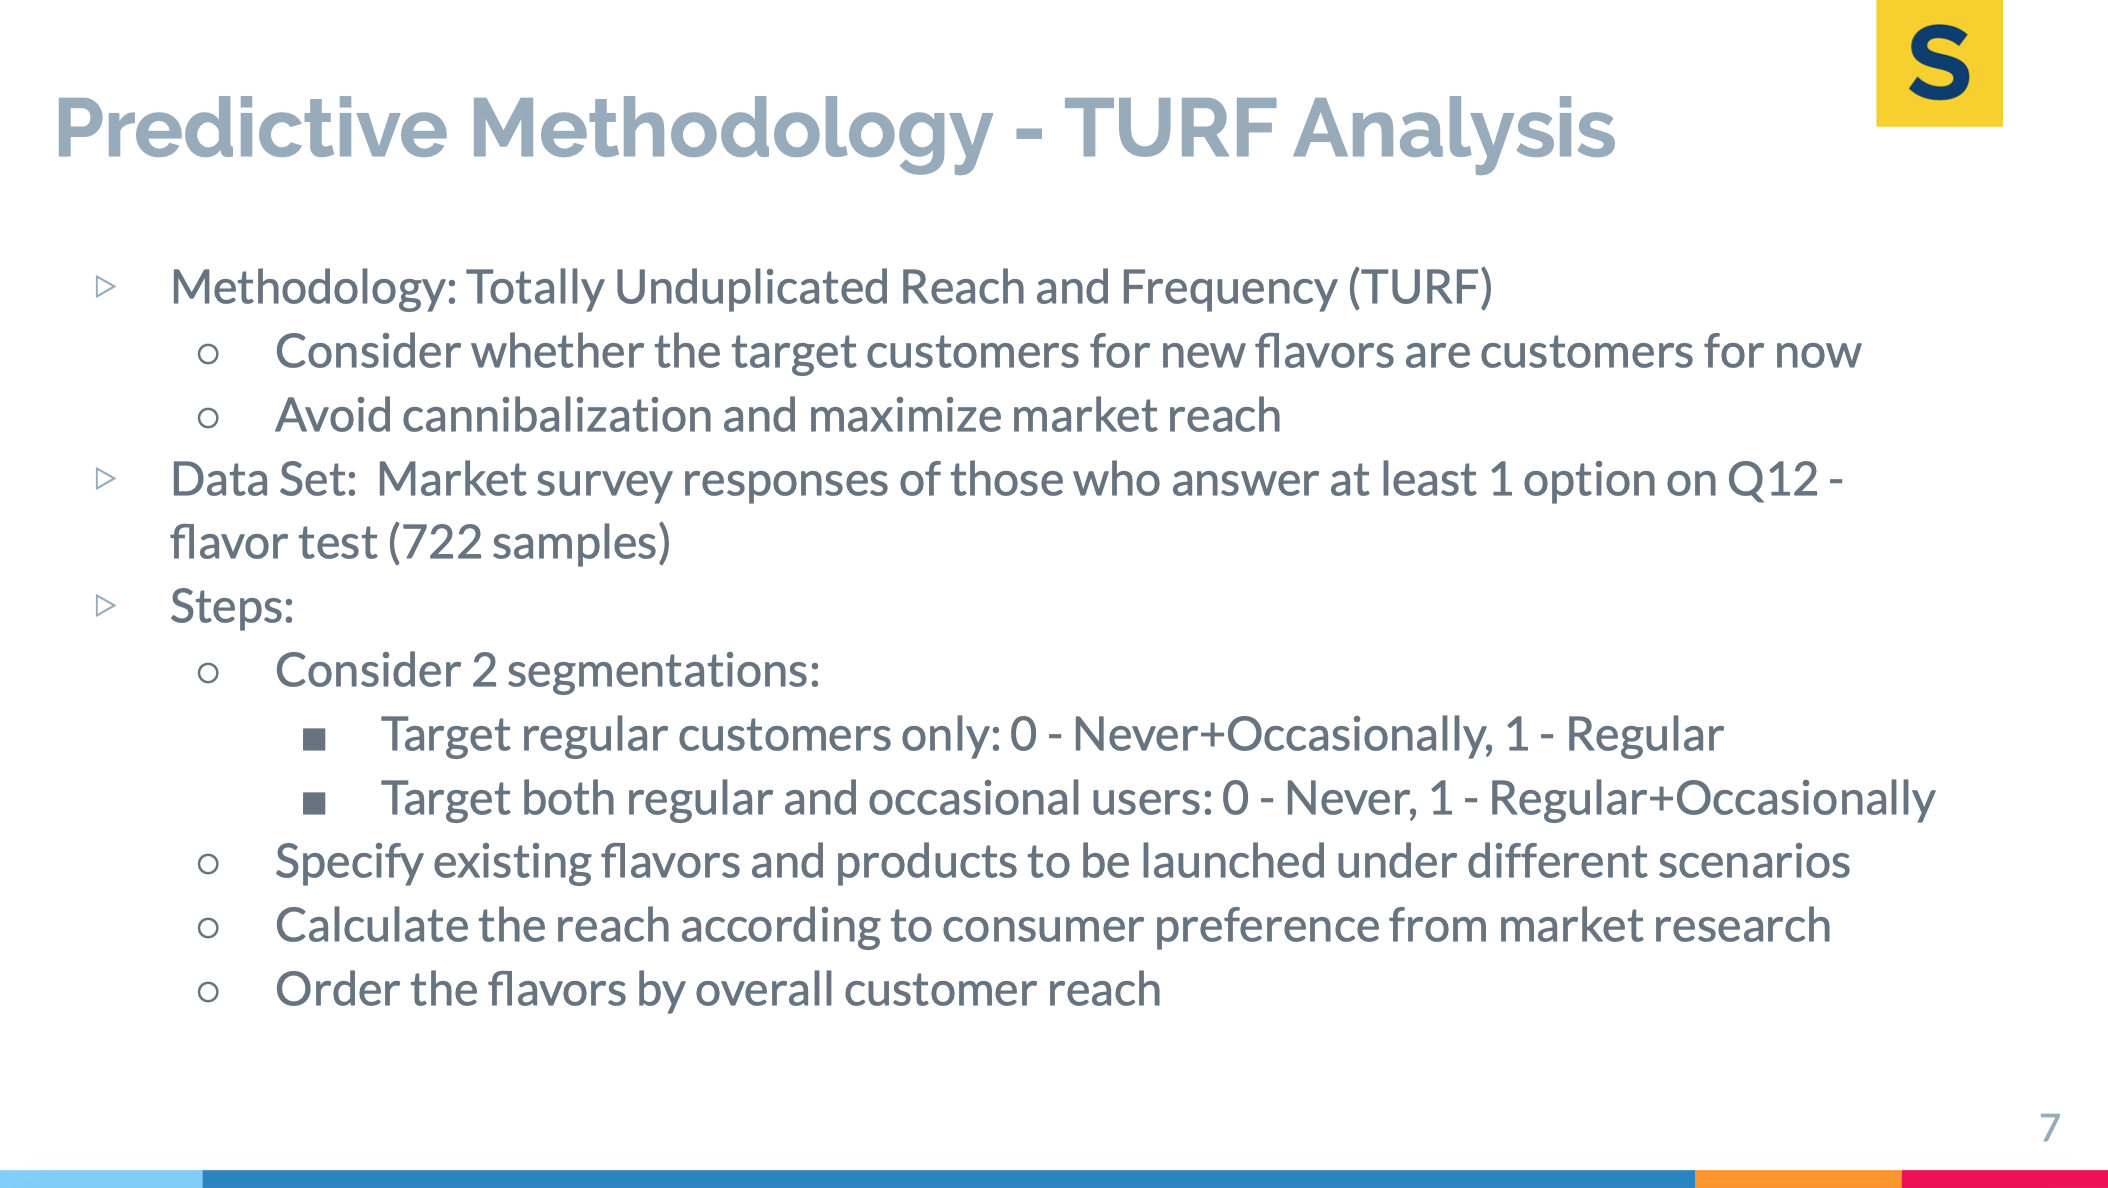 S
Predictive Methodology - TURF Analysis
▷ Methodology: Totally Unduplicated Reach and Frequency (TURF)
○ Consider whether the target customers for new flavors are customers for now
○ Avoid cannibalization and maximize market reach
▷ Data Set:  Market survey responses of those who answer at least 1 option on Q12 -
flavor test (722 samples)
▷ Steps:
○ Consider 2 segmentations:
■ Target regular customers only: 0 - Never+Occasionally, 1 - Regular
■ Target both regular and occasional users: 0 - Never, 1 - Regular+Occasionally
○ Specify existing flavors and products to be launched under different scenarios
○ Calculate the reach according to consumer preference from market research
○ Order the flavors by overall customer reach
7